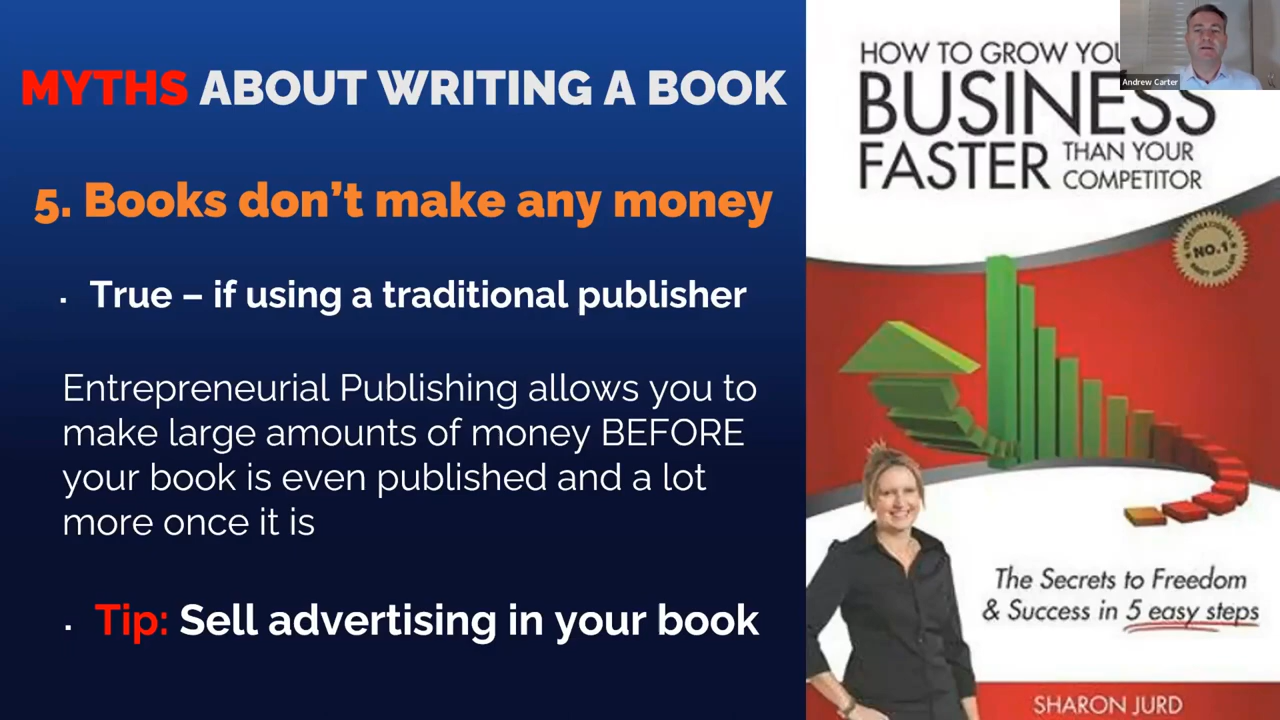 MYTHS ABOUT WRITING A BOOK
5. Books don’t make any money
. True – if using a traditional publisher
Entrepreneurial Publishing allows you to
make large amounts of money BEFORE
your book is even published and a lot
more once it is
. Tip: Sell advertising in your book
HOW TO GROW YOU
BUSINESS
FASTER THAN YOUR
COMPETITOR
INTERNATIONAL
NO.1
BEST SELLER
The Secrets to Freedom
& Success in 5 easy steps
SHARON JURD
Andrew Carter